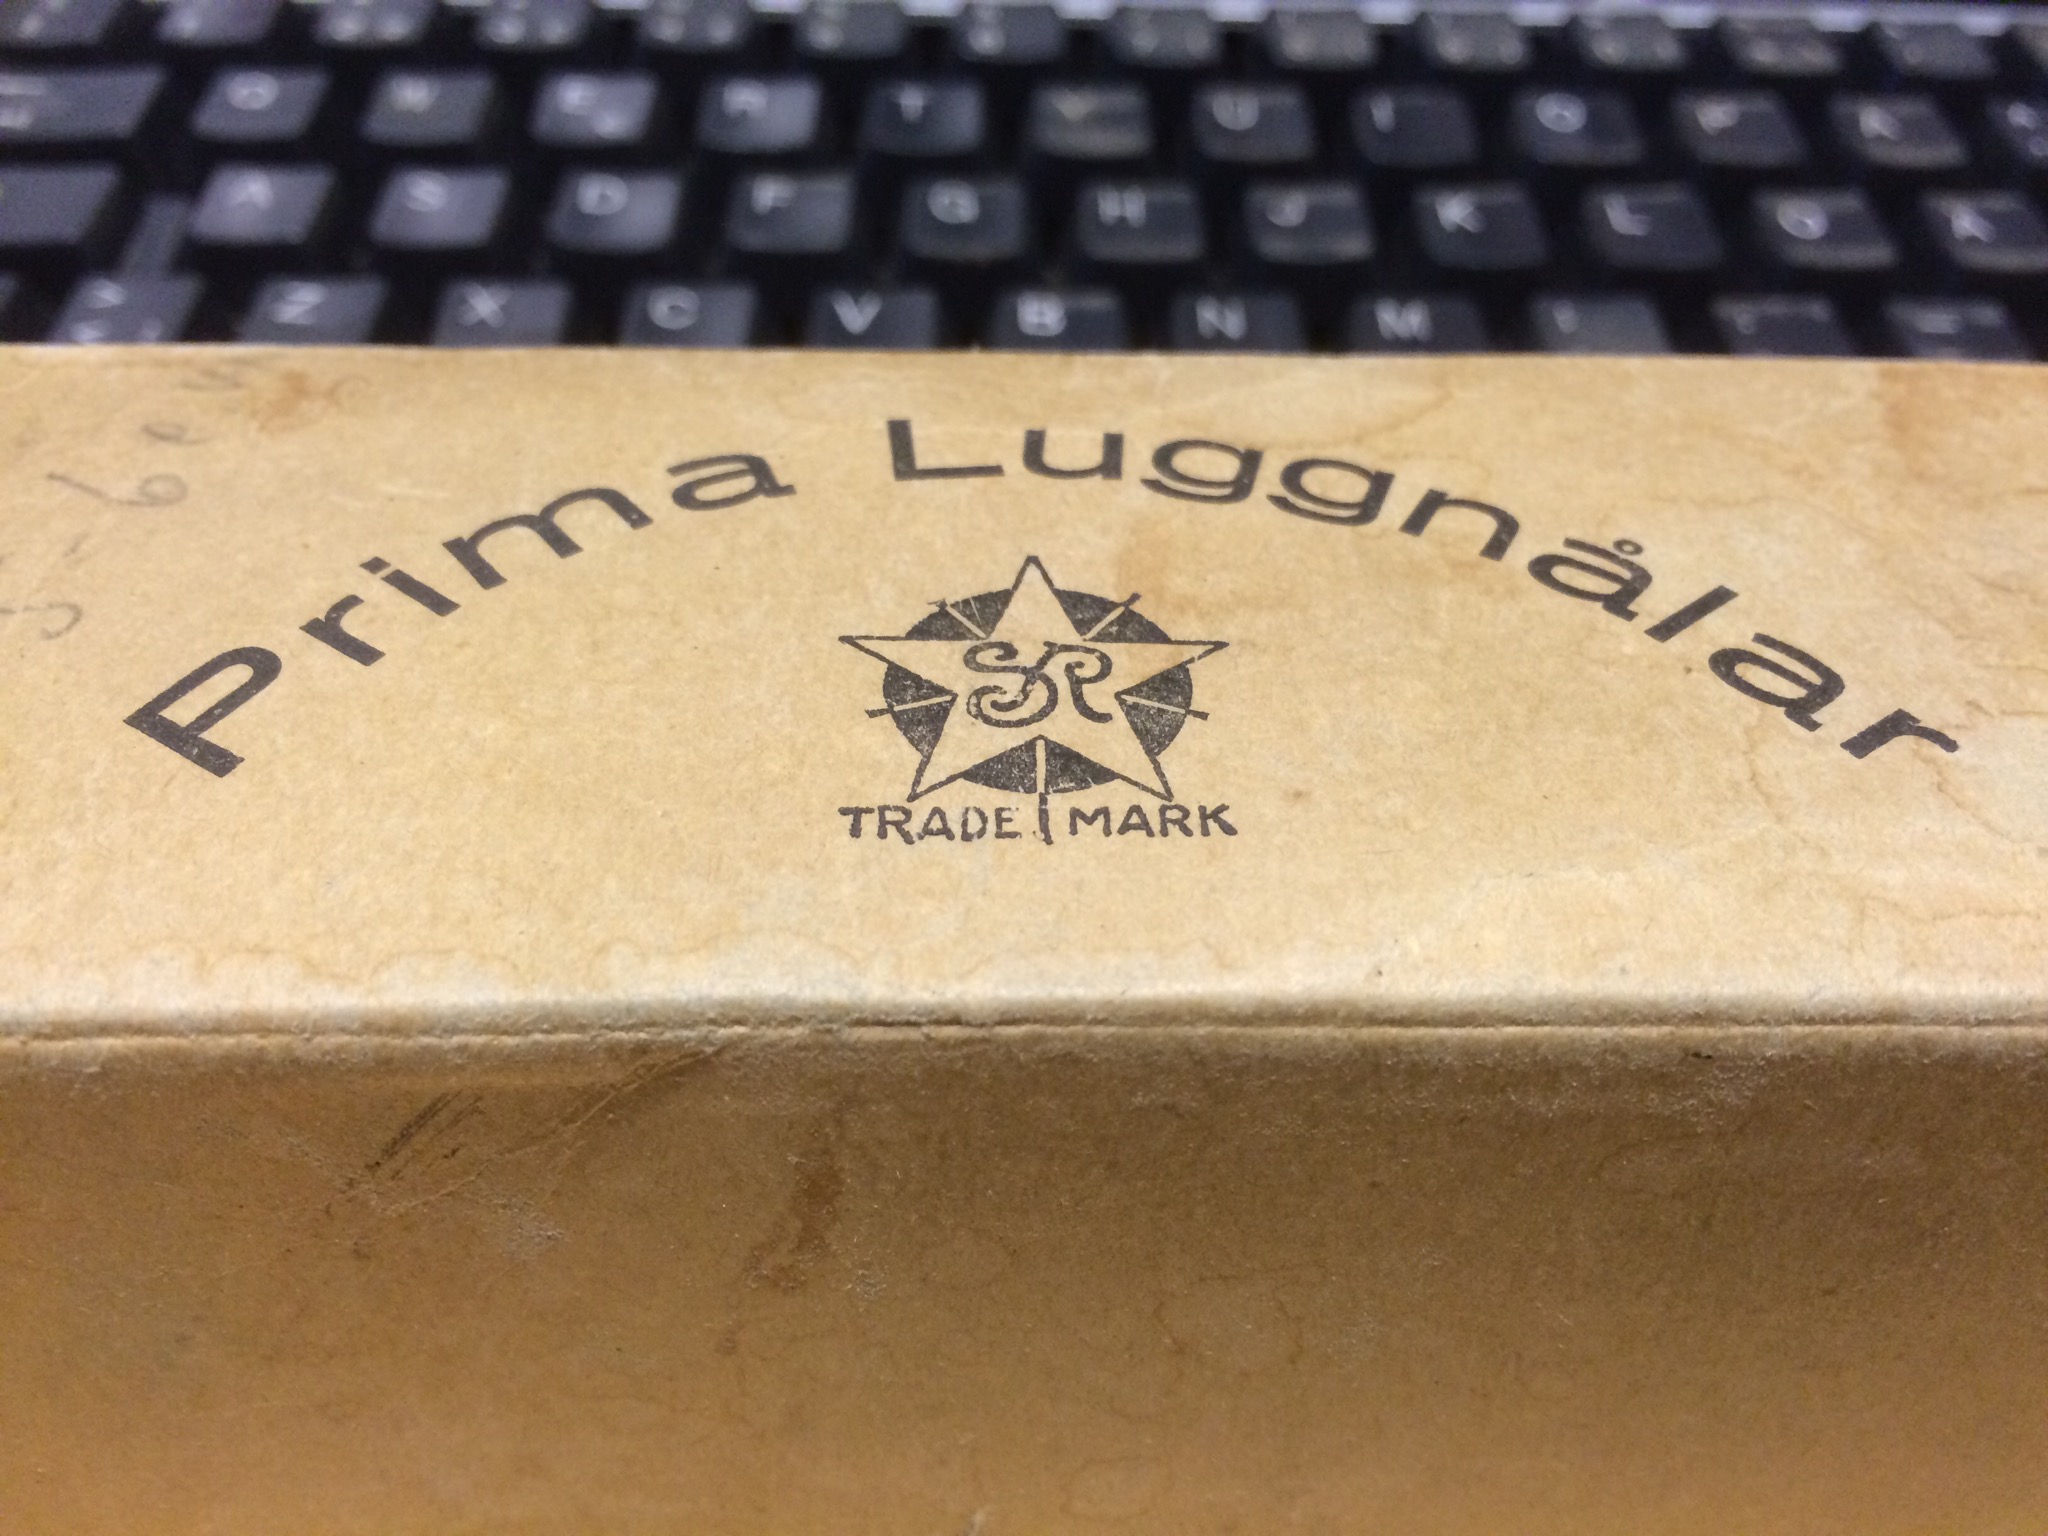 Q W E R T Y U I O P Å
A S D F G H J K L Ö Ä
Z X C V B N M
Prima Luggnålar
SR
TRADE MARK